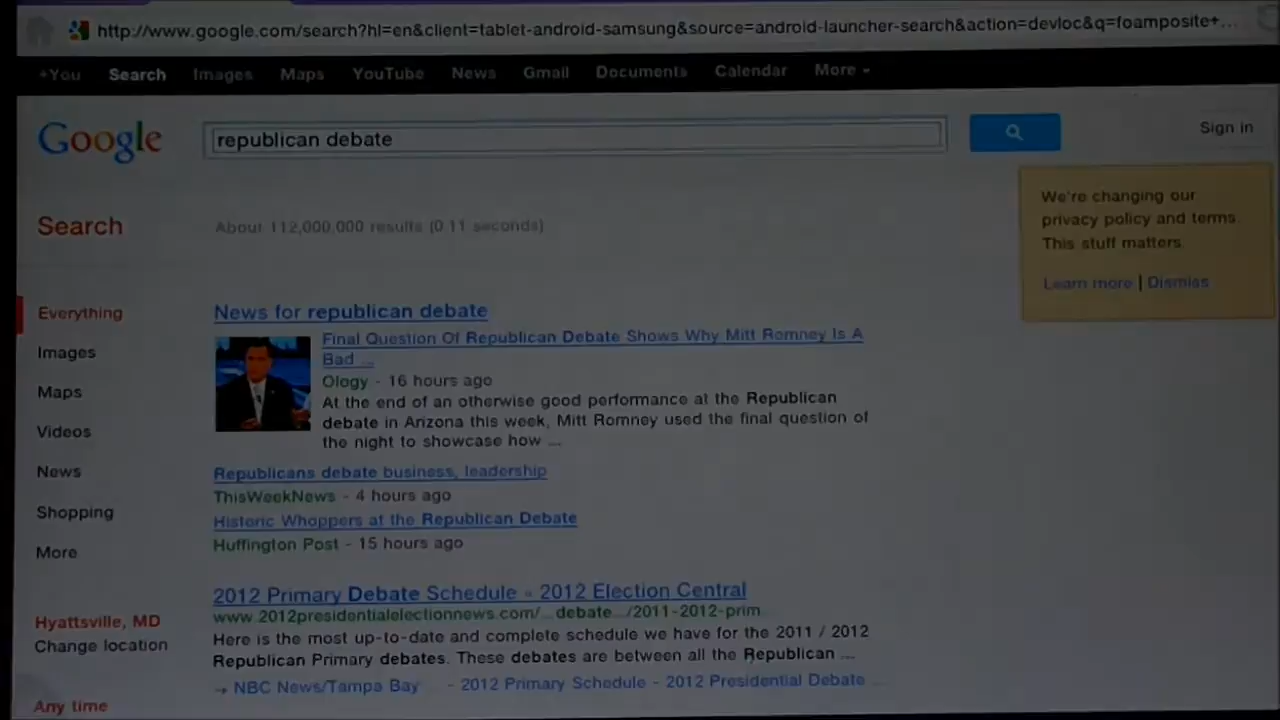 http://www.google.com/search?hl=en&client=tablet-android-samsung&source=android-launcher-search&action=devloc&q=foamposite+...
+You Search Images Maps YouTube News Gmail Documents Calendar More
Google republican debate Sign in
We're changing our
privacy policy and terms.
This stuff matters.
Learn more | Dismiss
Search About 112,000,000 results (0.11 seconds)
Everything
Images
Maps
Videos
News
Shopping
More
Hyattsville, MD
Change location
Any time
News for republican debate
Final Question Of Republican Debate Shows Why Mitt Romney Is A
Bad ...
Ology - 16 hours ago
At the end of an otherwise good performance at the Republican
debate in Arizona this week, Mitt Romney used the final question of
the night to showcase how ...
Republicans debate business, leadership
ThisWeekNews - 4 hours ago
Historic Whoppers at the Republican Debate
Huffington Post - 15 hours ago
2012 Primary Debate Schedule « 2012 Election Central
www.2012presidentialelectionnews.com/...debate.../2011-2012-prim
Here is the most up-to-date and complete schedule we have for the 2011 / 2012
Republican Primary debates. These debates are between all the Republican ...
→ NBC News/Tampa Bay ... - 2012 Primary Schedule - 2012 Presidential Debate ...